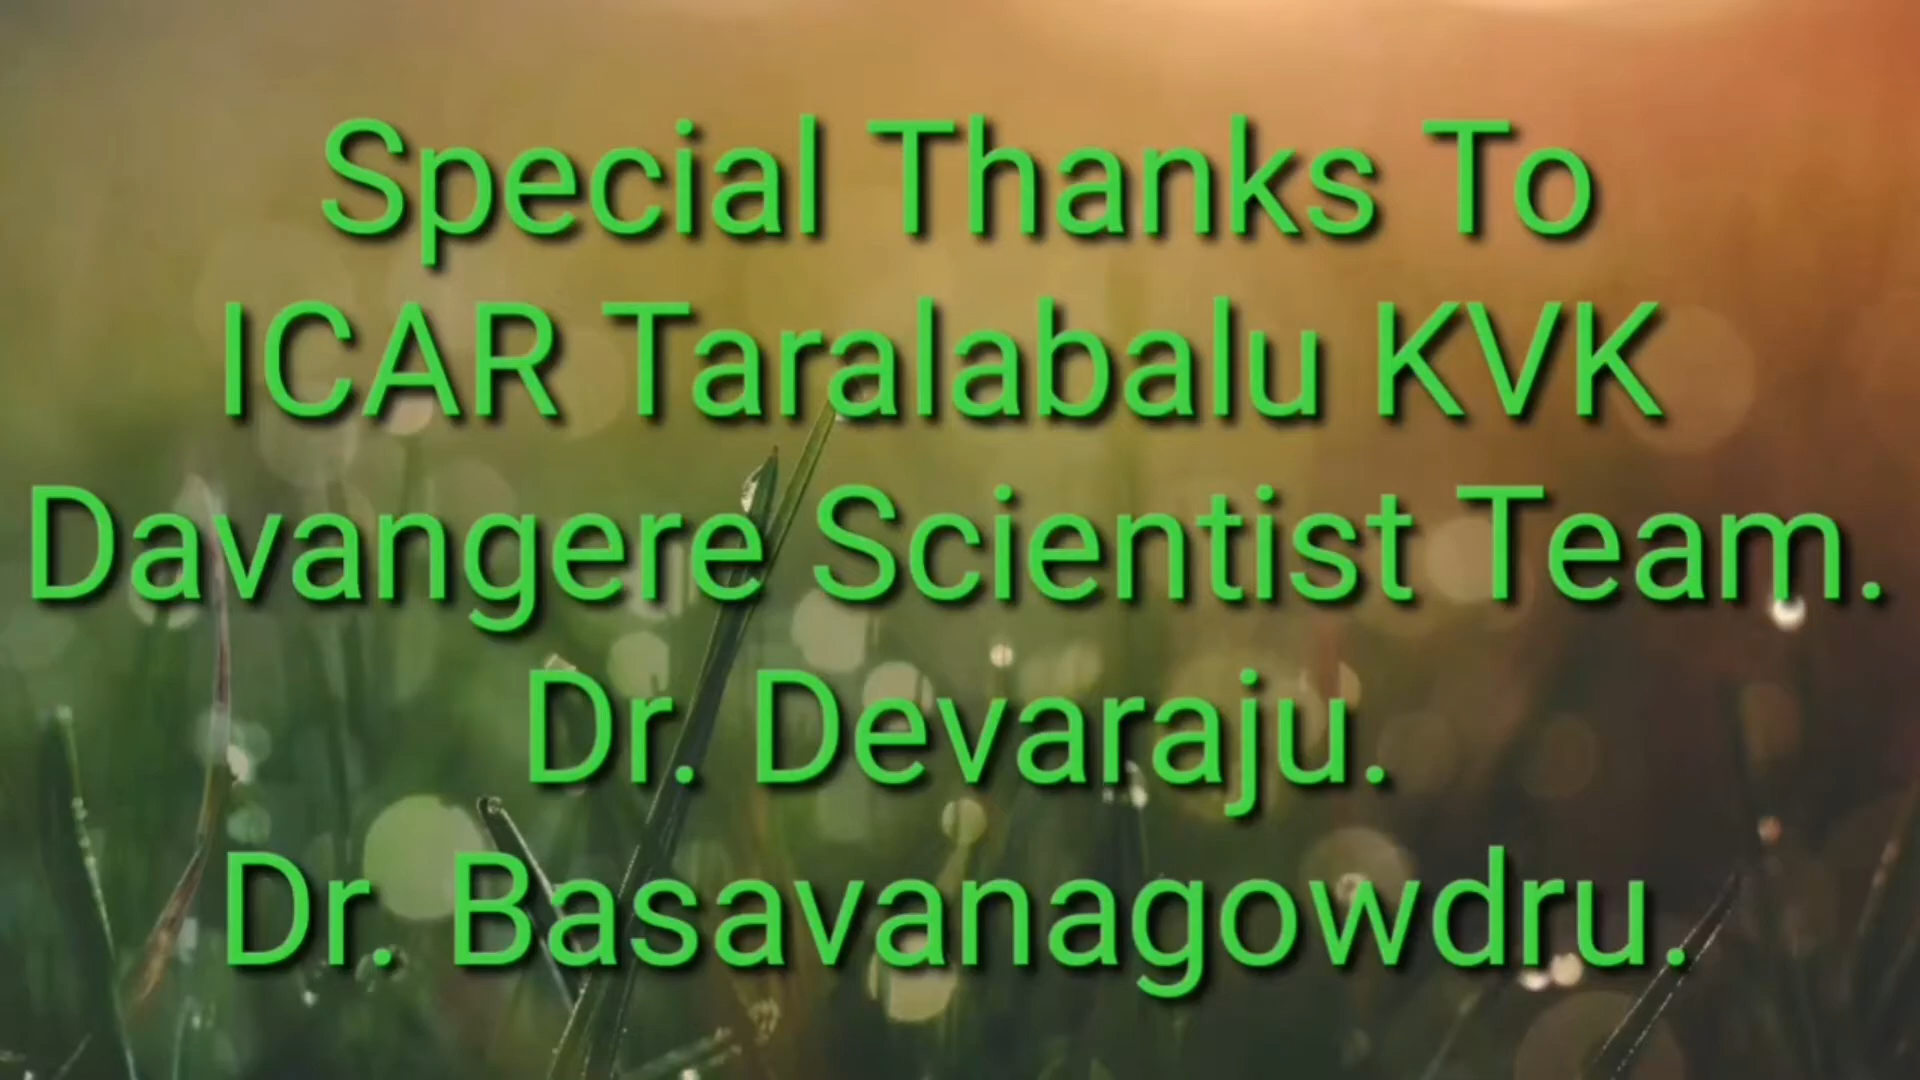 Special Thanks To
ICAR Taralabalu KVK
Davangere Scientist Team.
Dr. Devaraju.
Dr. Basavanagowdru.